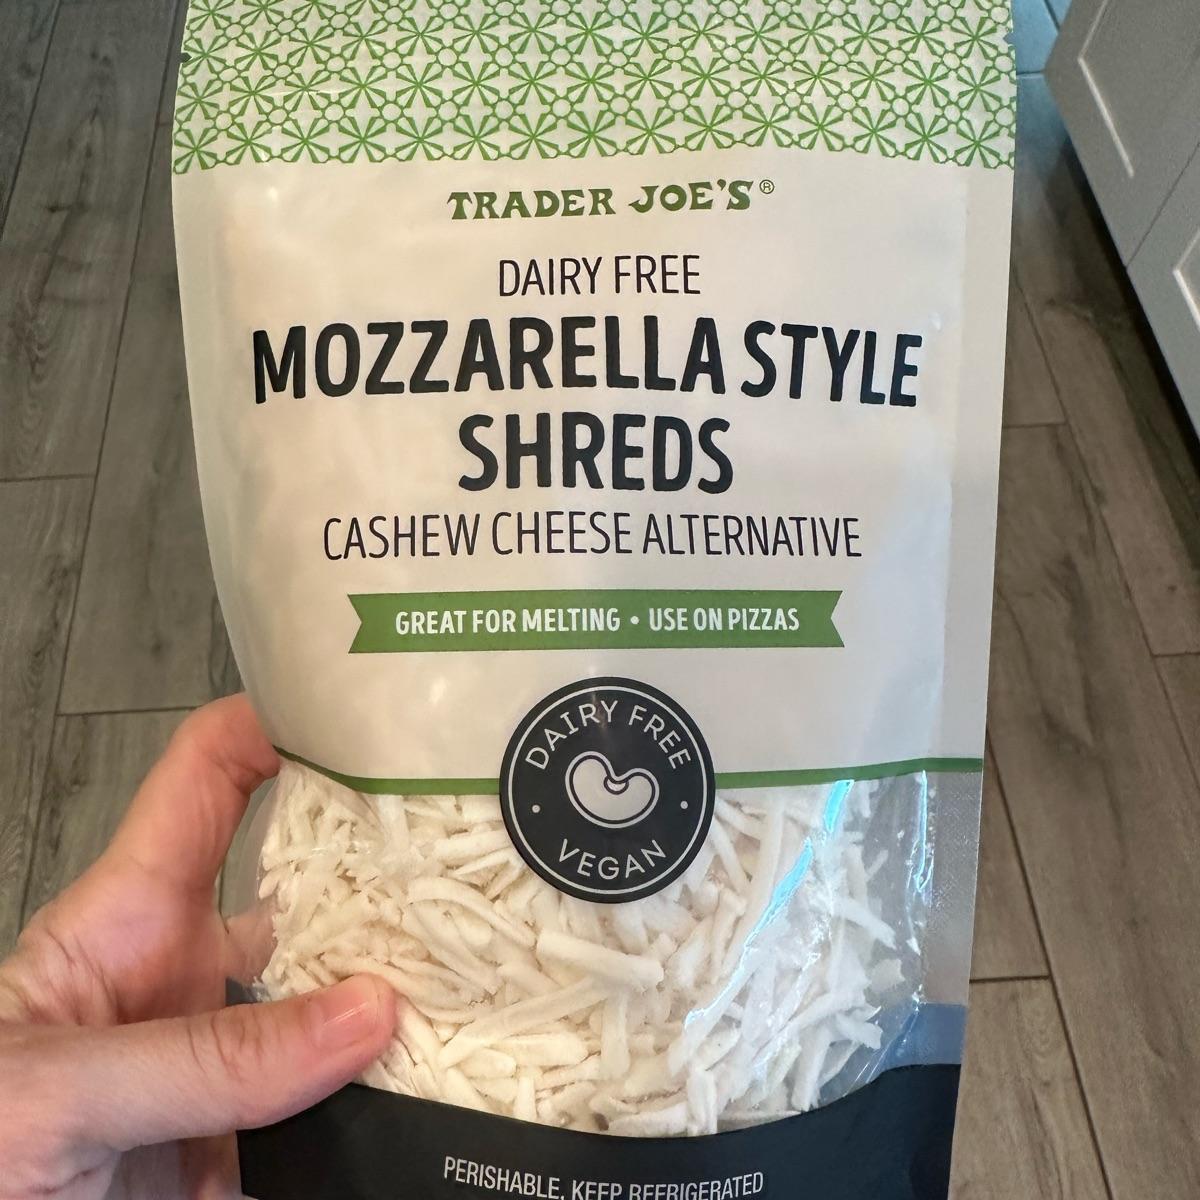 TRADER JOE'S®
DAIRY FREE
MOZZARELLA STYLE
SHREDS
CASHEW CHEESE ALTERNATIVE
GREAT FOR MELTING • USE ON PIZZAS
DAIRY FREE
• •
VEGAN
PERISHABLE, KEEP REFRIGERATED